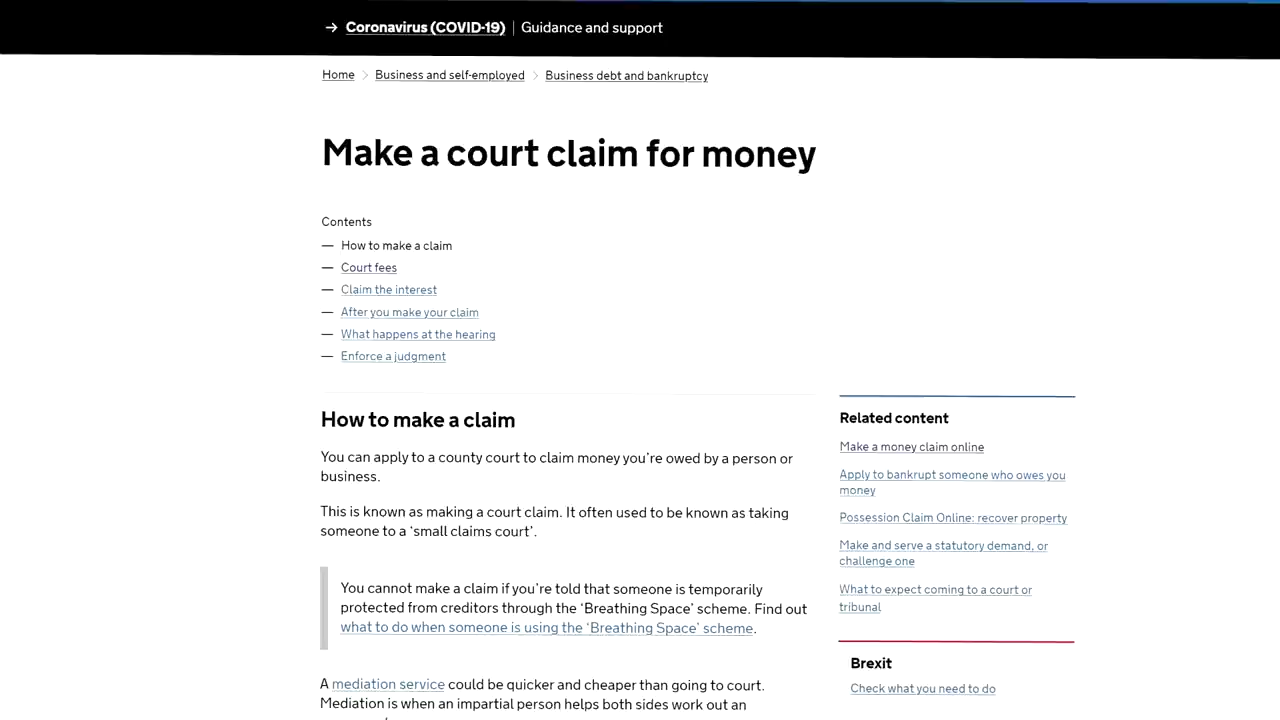 → Coronavirus (COVID-19) | Guidance and support
Home > Business and self-employed > Business debt and bankruptcy
Make a court claim for money
Contents
— How to make a claim
— Court fees
— Claim the interest
— After you make your claim
— What happens at the hearing
— Enforce a judgment
How to make a claim
You can apply to a county court to claim money you're owed by a person or
business.
This is known as making a court claim. It often used to be known as taking
someone to a ‘small claims court’.
You cannot make a claim if you're told that someone is temporarily
protected from creditors through the ‘Breathing Space’ scheme. Find out
what to do when someone is using the ‘Breathing Space’ scheme.
A mediation service could be quicker and cheaper than going to court.
Mediation is when an impartial person helps both sides work out an
Related content
Make a money claim online
Apply to bankrupt someone who owes you
money
Possession Claim Online: recover property
Make and serve a statutory demand, or
challenge one
What to expect coming to a court or
tribunal
Brexit
Check what you need to do